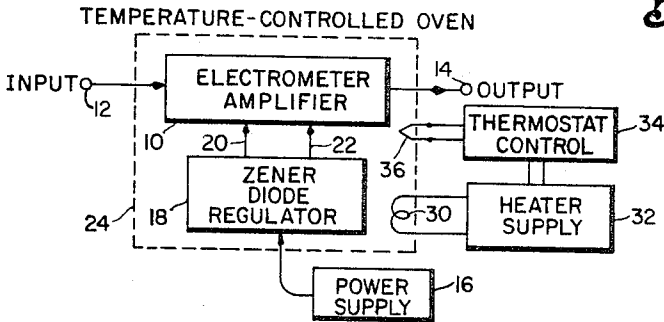 TEMPERATURE-CONTROLLED OVEN
INPUT
12
ELECTROMETER
AMPLIFIER
10
14
OUTPUT
20
22
36
THERMOSTAT
CONTROL
34
ZENER
DIODE
REGULATOR
18
24
30
HEATER
SUPPLY
32
POWER
SUPPLY
16